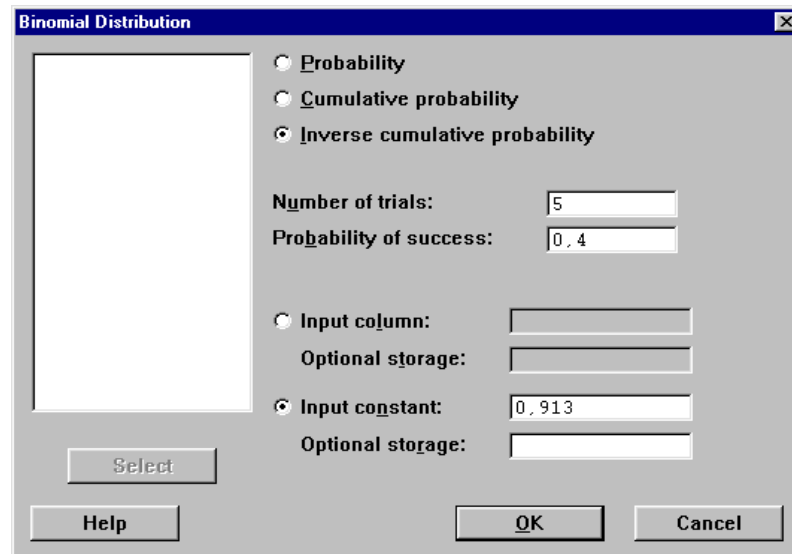 Binomial Distribution
Probability
Cumulative probability
Inverse cumulative probability
Number of trials: 5
Probability of success: 0,4
Input column:
Optional storage:
Input constant: 0,913
Optional storage:
Select
Help
OK
Cancel